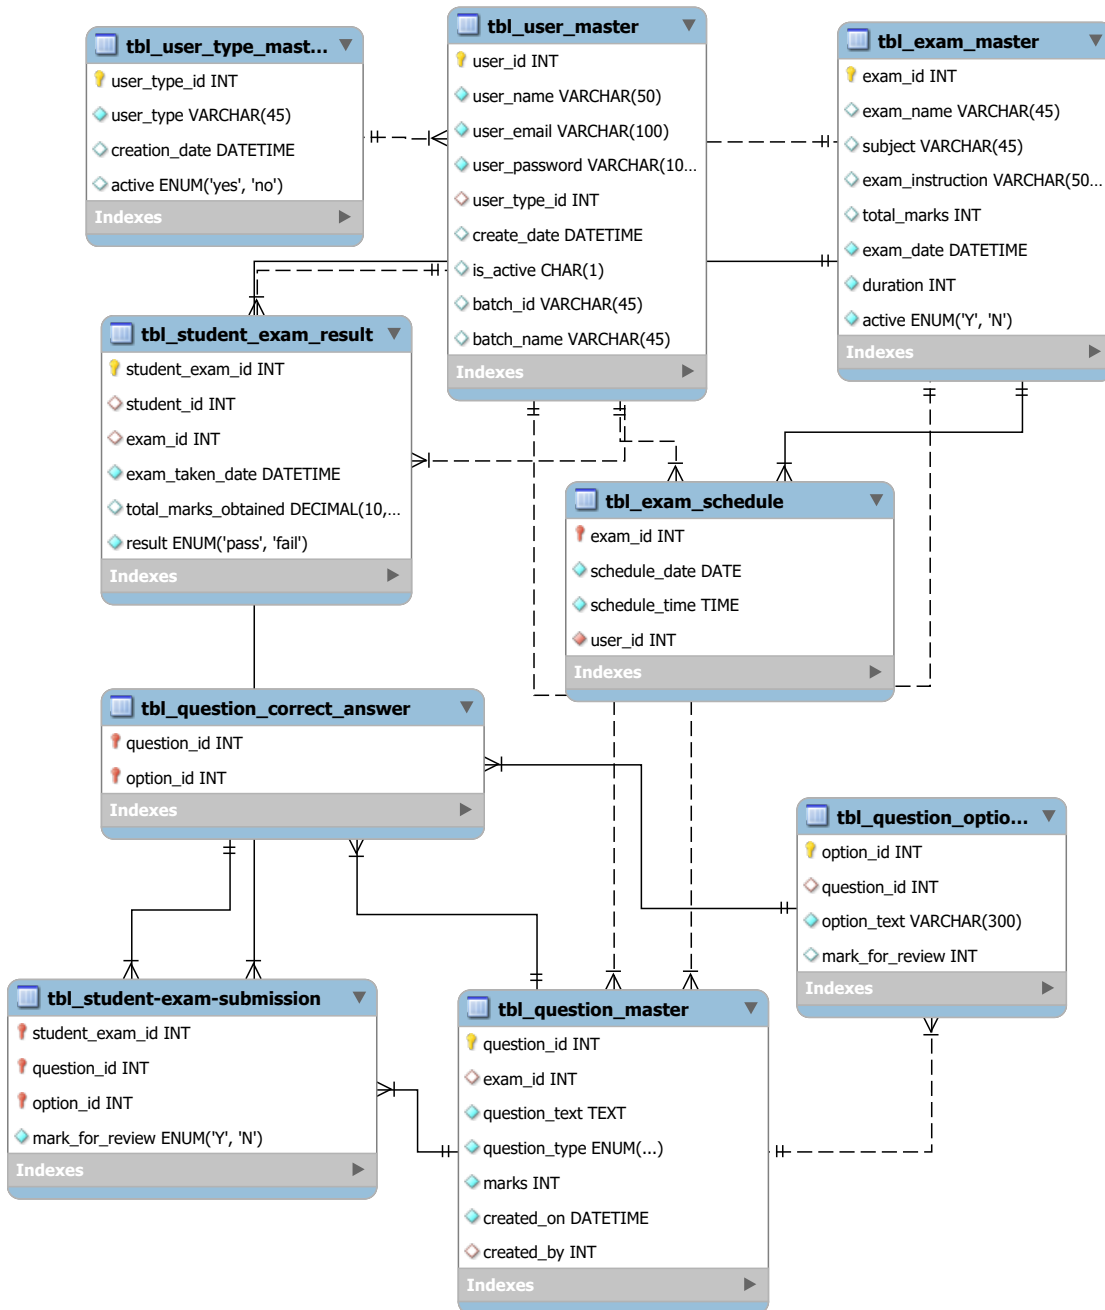 tbl_user_type_mast...
user_type_id INT
user_type VARCHAR(45)
creation_date DATETIME
active ENUM('yes', 'no')
Indexes
tbl_user_master
user_id INT
user_name VARCHAR(50)
user_email VARCHAR(100)
user_password VARCHAR(10...
user_type_id INT
create_date DATETIME
is_active CHAR(1)
batch_id VARCHAR(45)
batch_name VARCHAR(45)
Indexes
tbl_exam_master
exam_id INT
exam_name VARCHAR(45)
subject VARCHAR(45)
exam_instruction VARCHAR(50...
total_marks INT
exam_date DATETIME
duration INT
active ENUM('Y', 'N')
Indexes
tbl_student_exam_result
student_exam_id INT
student_id INT
exam_id INT
exam_taken_date DATETIME
total_marks_obtained DECIMAL(10,...
result ENUM('pass', 'fail')
Indexes
tbl_exam_schedule
exam_id INT
schedule_date DATE
schedule_time TIME
user_id INT
Indexes
tbl_question_correct_answer
question_id INT
option_id INT
Indexes
tbl_question_optio...
option_id INT
question_id INT
option_text VARCHAR(300)
mark_for_review INT
Indexes
tbl_student-exam-submission
student_exam_id INT
question_id INT
option_id INT
mark_for_review ENUM('Y', 'N')
Indexes
tbl_question_master
question_id INT
exam_id INT
question_text TEXT
question_type ENUM(...)
marks INT
created_on DATETIME
created_by INT
Indexes